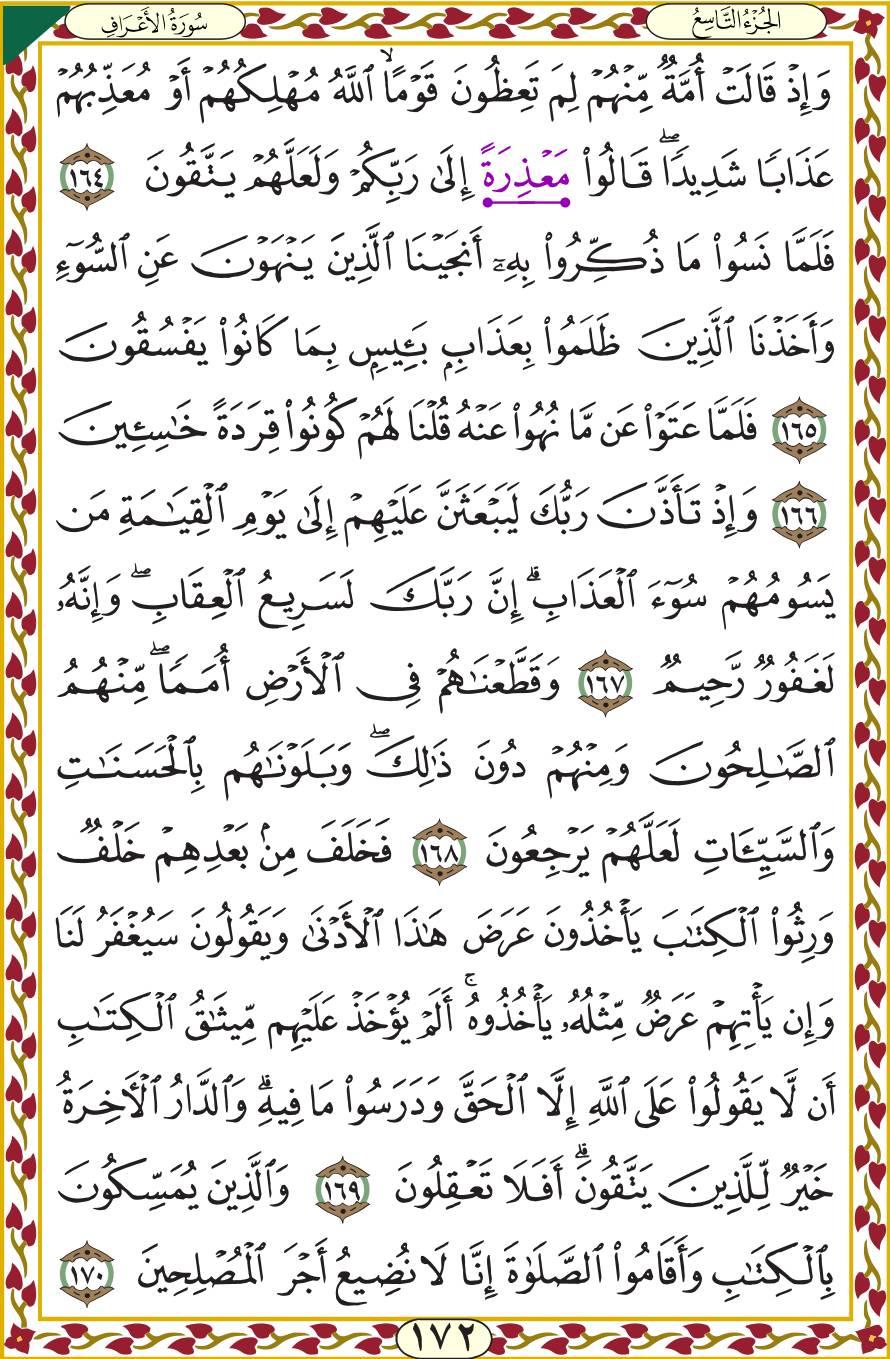 الجُزْءُ التَّاسِعُ
سُورَةُ الأَعْرَافِ
وَإِذۡ قَالَتۡ أُمَّةٞ مِّنۡهُمۡ لِمَ تَعِظُونَ قَوۡمًا ۙ ٱللَّهُ مُهۡلِكُهُمۡ أَوۡ مُعَذِّبُهُمۡ
عَذَابٗا شَدِيدٗاۖ قَالُواْ مَعۡذِرَةً إِلَىٰ رَبِّكُمۡ وَلَعَلَّهُمۡ يَتَّقُونَ ١٦٤
فَلَمَّا نَسُواْ مَا ذُكِّرُواْ بِهِۦٓ أَنجَيۡنَا ٱلَّذِينَ يَنۡهَوۡنَ عَنِ ٱلسُّوٓءِ
وَأَخَذۡنَا ٱلَّذِينَ ظَلَمُواْ بِعَذَابِۭ بَـِٔيسِۭ بِمَا كَانُواْ يَفۡسُقُونَ
١٦٥ فَلَمَّا عَتَوۡاْ عَن مَّا نُهُواْ عَنۡهُ قُلۡنَا لَهُمۡ كُونُواْ قِرَدَةً خَٰسِـِٔينَ
١٦٦ وَإِذۡ تَأَذَّنَ رَبُّكَ لَيَبۡعَثَنَّ عَلَيۡهِمۡ إِلَىٰ يَوۡمِ ٱلۡقِيَٰمَةِ مَن
يَسُومُهُمۡ سُوٓءَ ٱلۡعَذَابِۗ إِنَّ رَبَّكَ لَسَرِيعُ ٱلۡعِقَابِۖ وَإِنَّهُۥ
لَغَفُورٞ رَّحِيمٞ ١٦٧ وَقَطَّعۡنَٰهُمۡ فِي ٱلۡأَرۡضِ أُمَمٗاۖ مِّنۡهُمُ
ٱلصَّٰلِحُونَ وَمِنۡهُمۡ دُونَ ذَٰلِكَۖ وَبَلَوۡنَٰهُم بِٱلۡحَسَنَٰتِ
وَٱلسَّيِّـَٔاتِ لَعَلَّهُمۡ يَرۡجِعُونَ ١٦٨ فَخَلَفَ مِنۢ بَعۡدِهِمۡ خَلۡفٞ
وَرِثُواْ ٱلۡكِتَٰبَ يَأۡخُذُونَ عَرَضَ هَٰذَا ٱلۡأَدۡنَىٰ وَيَقُولُونَ سَيُغۡفَرُ لَنَا
وَإِن يَأۡتِهِمۡ عَرَضٞ مِّثۡلُهُۥ يَأۡخُذُوهُۚ أَلَمۡ يُؤۡخَذۡ عَلَيۡهِم مِّيثَٰقُ ٱلۡكِتَٰبِ
أَن لَّا يَقُولُواْ عَلَى ٱللَّهِ إِلَّا ٱلۡحَقَّ وَدَرَسُواْ مَا فِيهِۗ وَٱلدَّارُ ٱلۡأٓخِرَةُ
خَيۡرٞ لِّلَّذِينَ يَتَّقُونَۗ أَفَلَا تَعۡقِلُونَ ١٦٩ وَٱلَّذِينَ يُمَسِّكُونَ
بِٱلۡكِتَٰبِ وَأَقَامُواْ ٱلصَّلَوٰةَ إِنَّا لَا نُضِيعُ أَجۡرَ ٱلۡمُصۡلِحِينَ ١٧٠
١٧٢